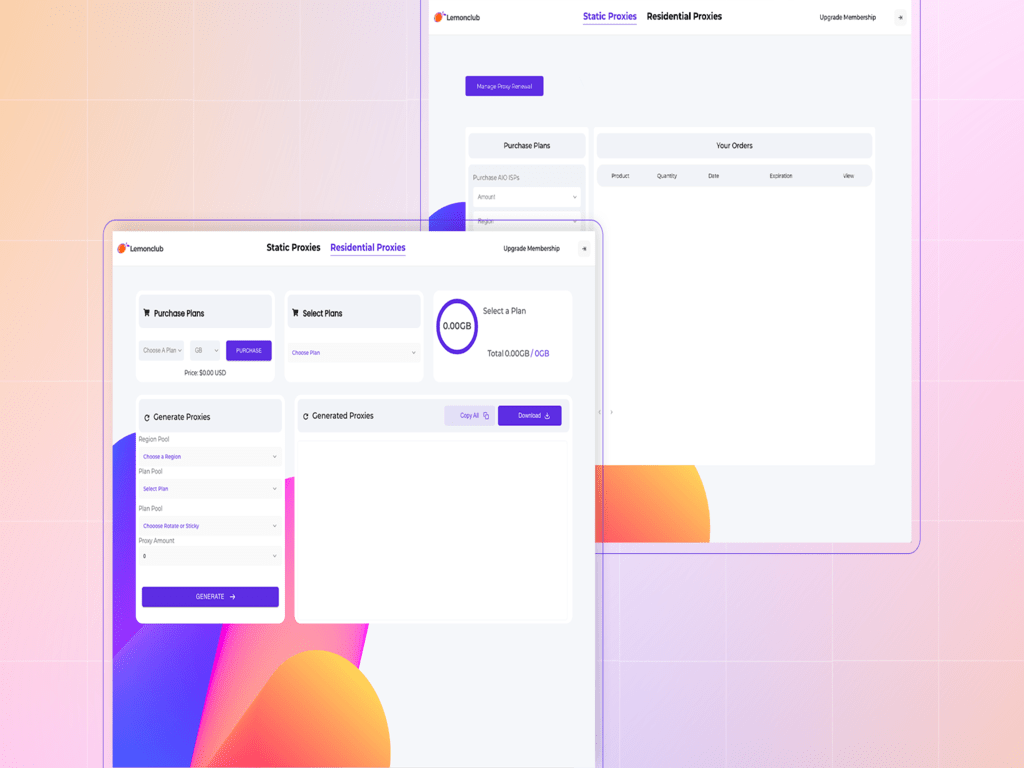 Lemonclub
Static Proxies Residential Proxies
Upgrade Membership
Manage Proxy Renewal
Purchase Plans
Your Orders
Purchase AIO ISPs
Product Quantity Date Expiration View
Amount
Region
Lemonclub
Static Proxies Residential Proxies
Upgrade Membership
Purchase Plans
Choose A Plan GB PURCHASE
Price: $0.00 USD
Select Plans
Choose Plan
0.00GB
Select a Plan
Total 0.00GB / 0GB
Generate Proxies
Region Pool
Choose a Region
Plan Pool
Select Plan
Plan Pool
Chooose Rotate or Sticky
Proxy Amount
0
GENERATE
Generated Proxies
Copy All
Download